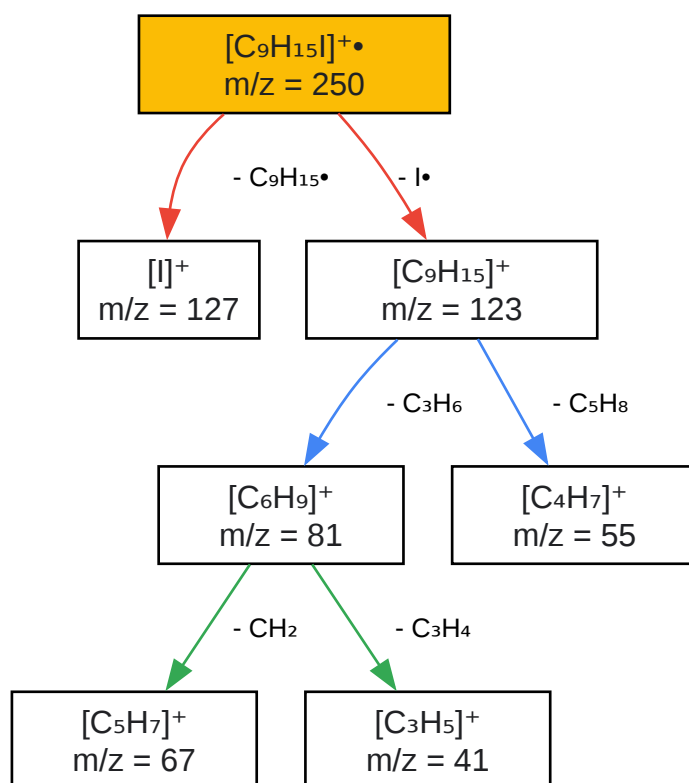 [C₉H₁₅I]⁺•
m/z = 250
- C₉H₁₅•
- I•
[I]⁺
m/z = 127
[C₉H₁₅]⁺
m/z = 123
- C₃H₆
- C₅H₈
[C₆H₉]⁺
m/z = 81
[C₄H₇]⁺
m/z = 55
- CH₂
- C₃H₄
[C₅H₇]⁺
m/z = 67
[C₃H₅]⁺
m/z = 41